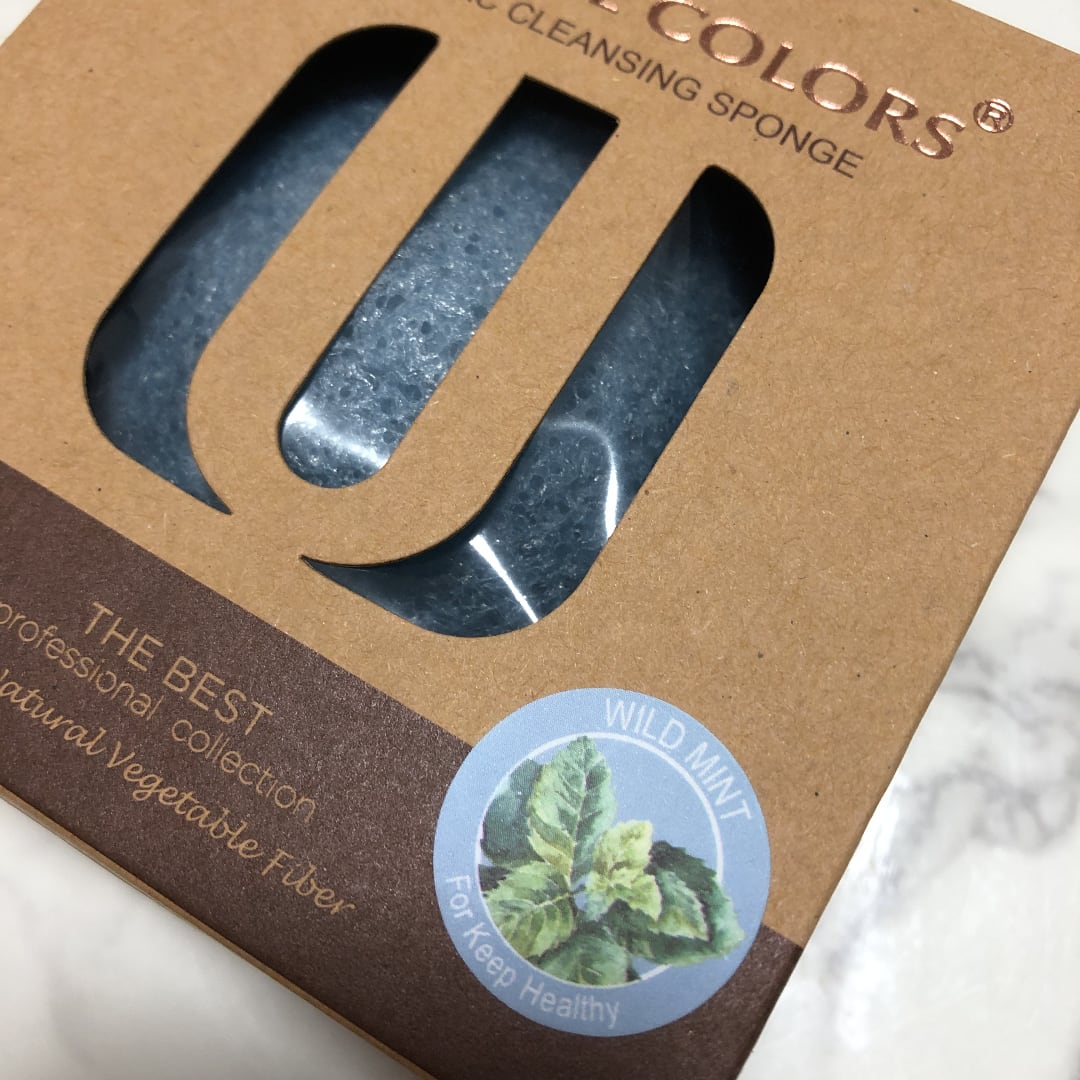 COLORS®
CLEANSING SPONGE
THE BEST
professional collection
Natural Vegetable Fiber
WILD MINT
For Keep Healthy